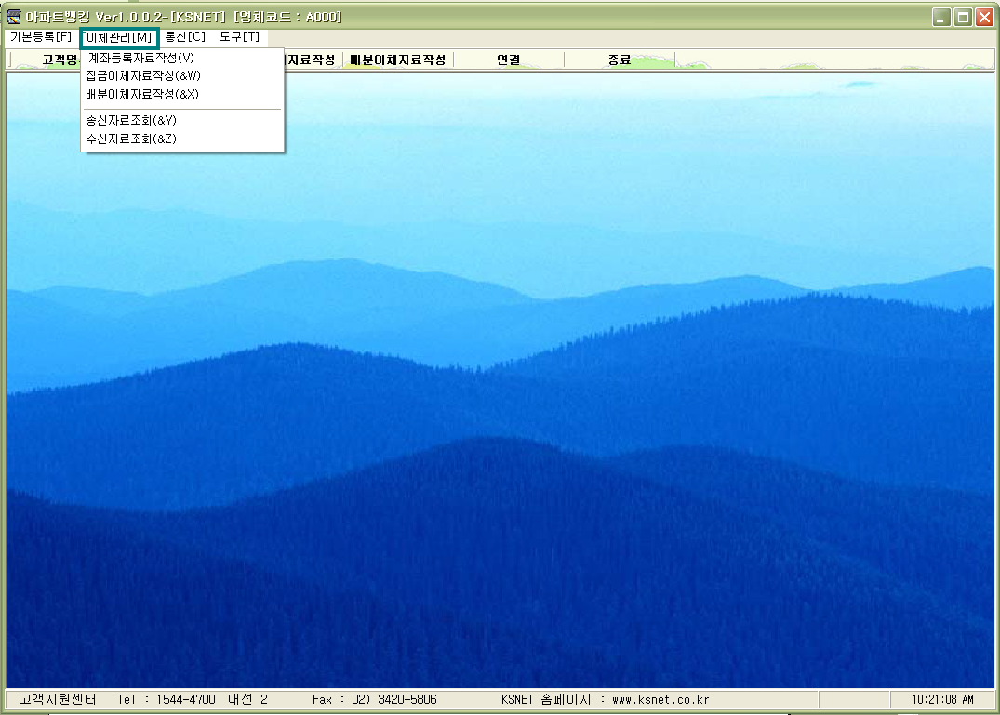 아파트뱅킹 Ver1.0.0.2-[KSNET] [업체코드 : A000]
기본등록[F] 이체관리[M] 통신[C] 도구[T]
고객명 자료작성 배분이체자료작성 연결 종료
계좌등록자료작성(V)
집금이체자료작성(&W)
배분이체자료작성(&X)
송신자료조회(&Y)
수신자료조회(&Z)
고객지원센터 Tel : 1544-4700 내선 2 Fax : 02) 3420-5806 KSNET 홈페이지 : www.ksnet.co.kr 10:21:08 AM